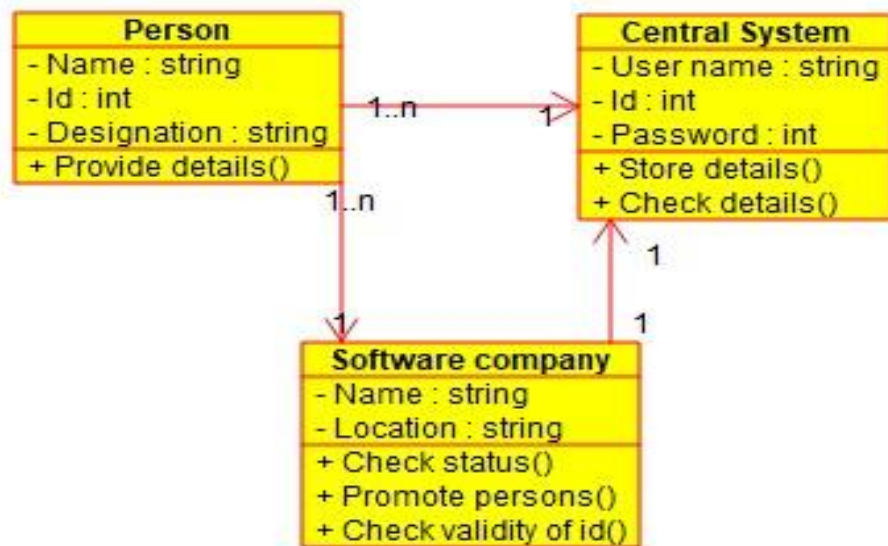 Person
- Name : string
- Id : int
- Designation : string
+ Provide details()
Central System
- User name : string
- Id : int
- Password : int
+ Store details()
+ Check details()
1..n
1
1..n
1
1
1
Software company
- Name : string
- Location : string
+ Check status()
+ Promote persons()
+ Check validity of id()